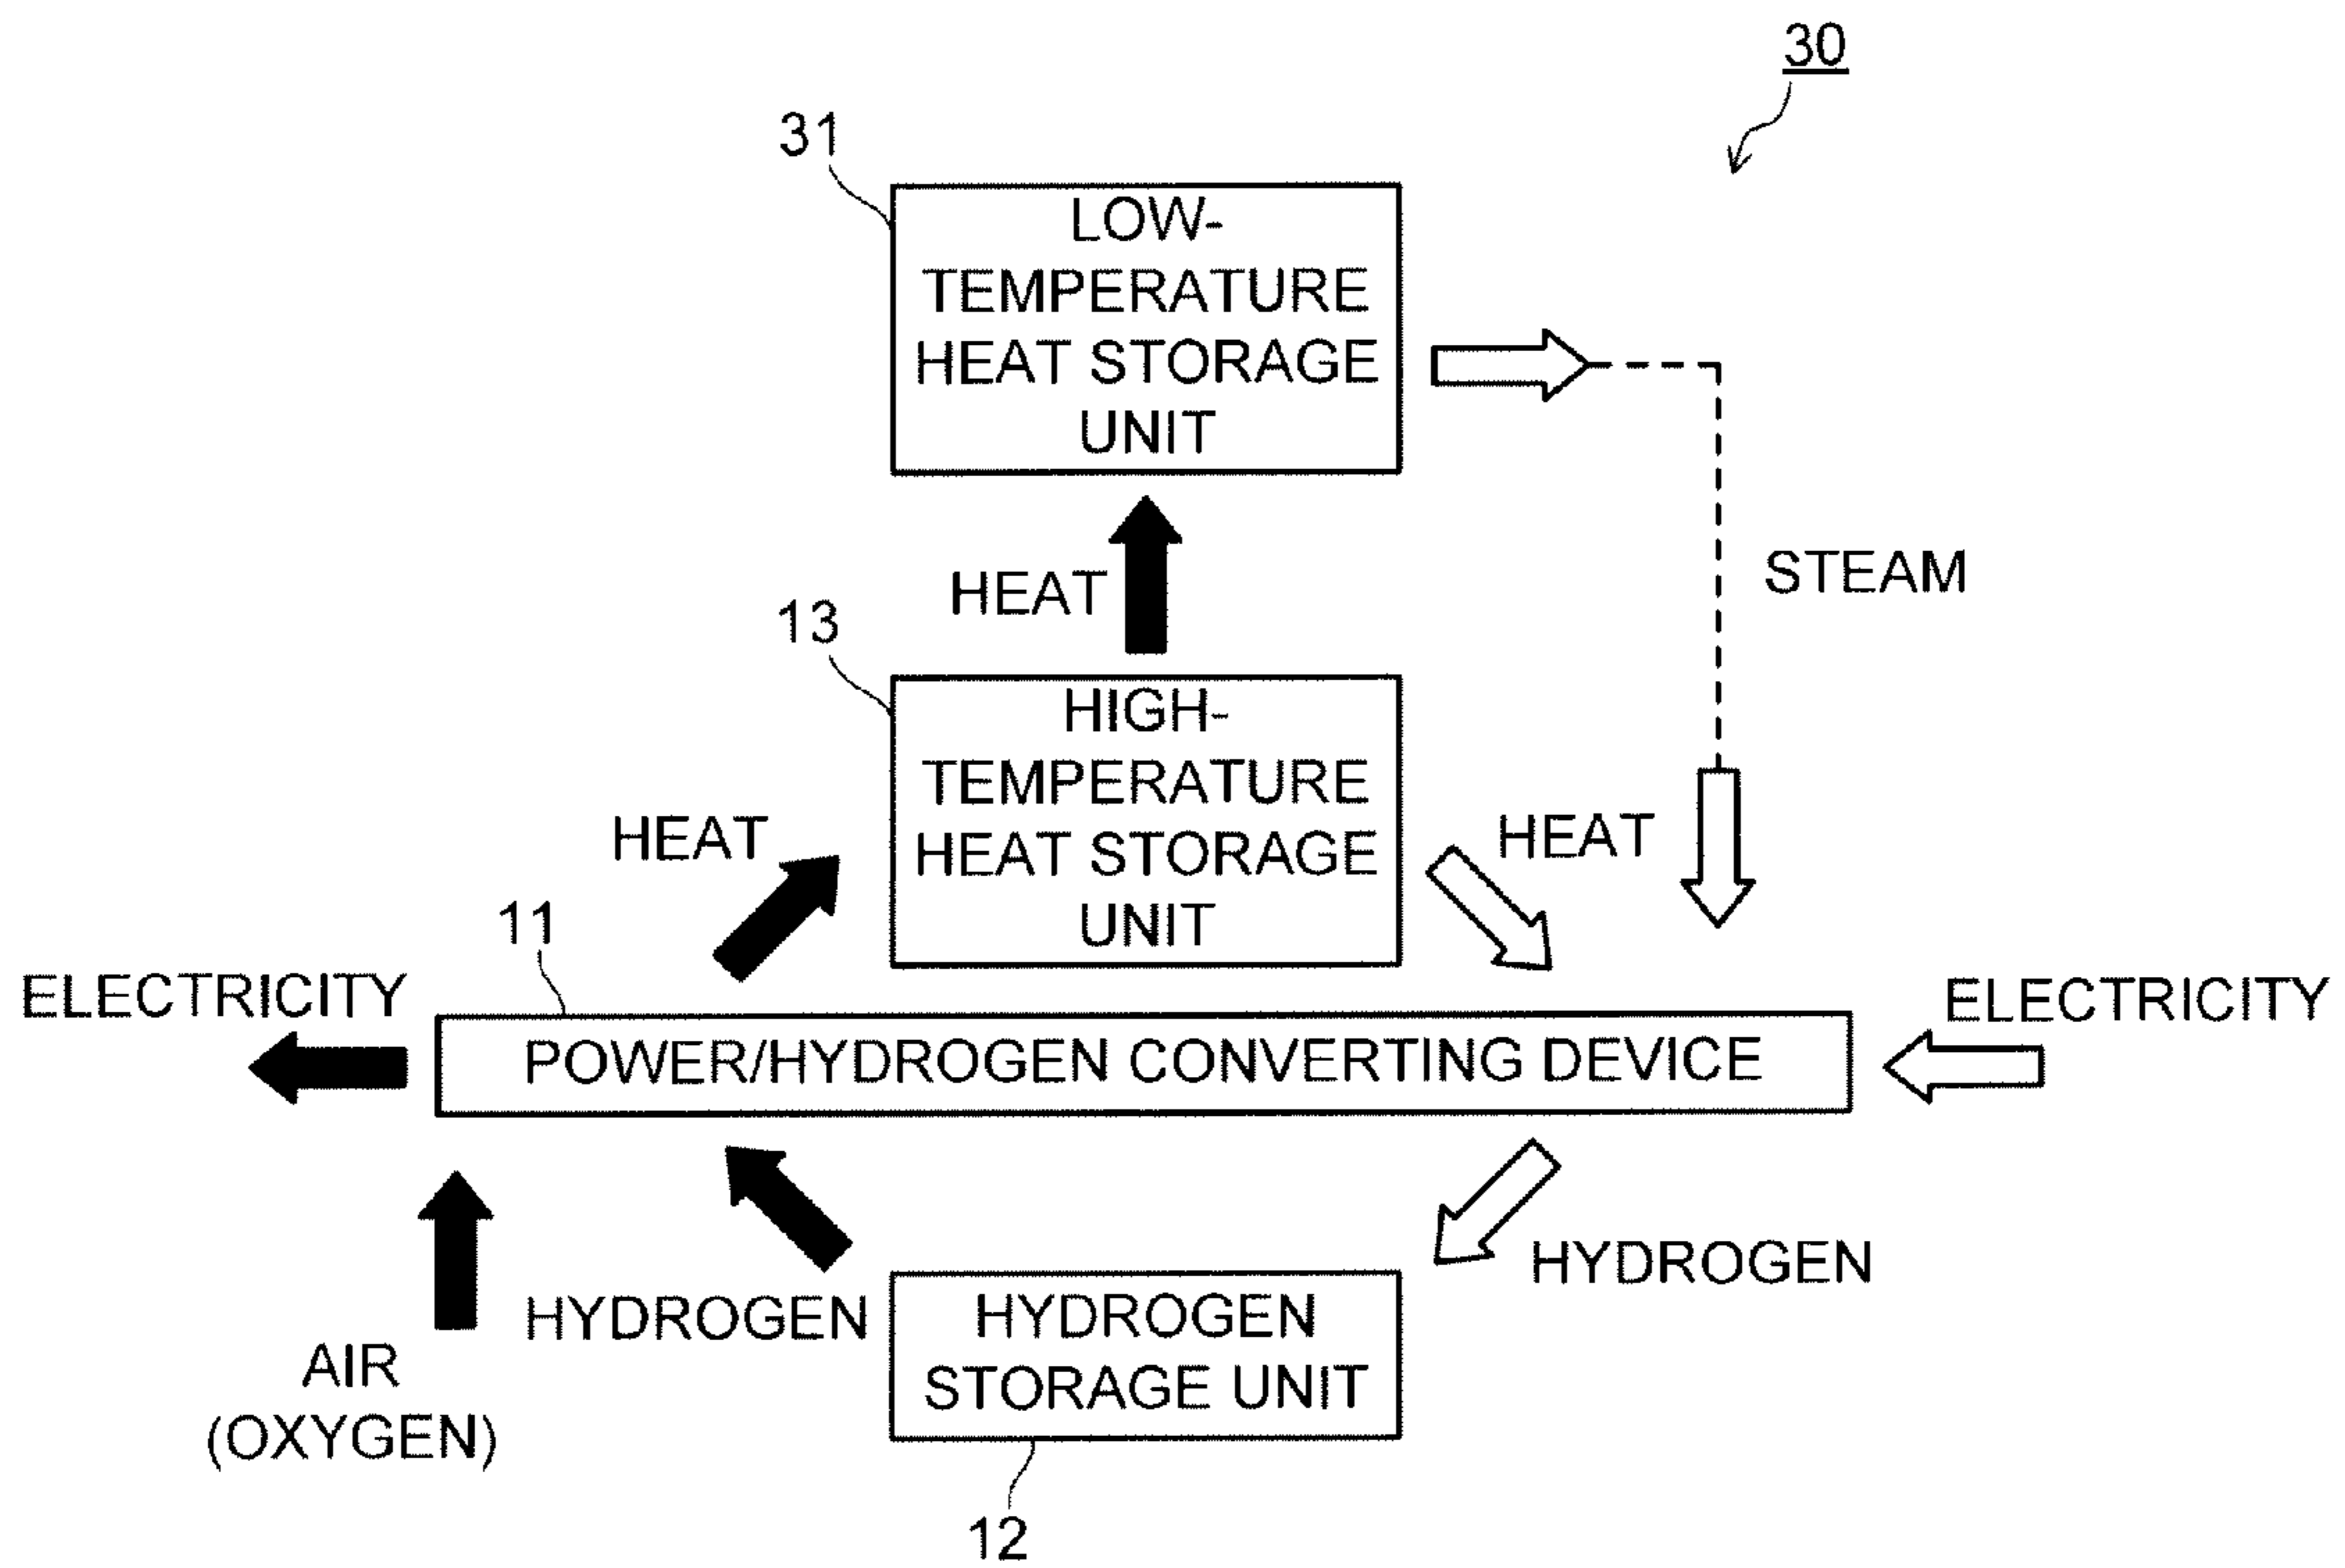 30
31
LOW-
TEMPERATURE
HEAT STORAGE
UNIT
HEAT
STEAM
13
HIGH-
TEMPERATURE
HEAT STORAGE
UNIT
HEAT
HEAT
11
ELECTRICITY
ELECTRICITY
POWER/HYDROGEN CONVERTING DEVICE
HYDROGEN
HYDROGEN
AIR
(OXYGEN)
HYDROGEN
STORAGE UNIT
12